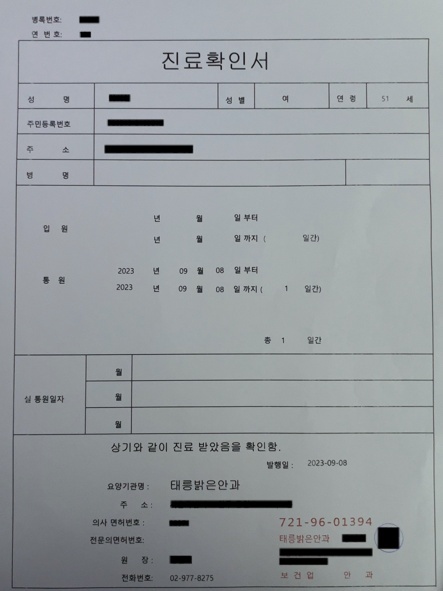 병록번호:
연 번 호:
진료확인서
성 명 성 별 여 연 령 51 세
주민등록번호
주 소
병 명
입 원 년 월 일 부터
년 월 일 까지 ( 일간)
통 원 2023 년 09 월 08 일 부터
2023 년 09 월 08 일 까지 ( 1 일간)
총 1 일간
월
실 통원일자 월
월
상기와 같이 진료 받았음을 확인함.
발행일 : 2023-09-08
요양기관명 : 태릉밝은안과
주 소 :
의사 면허번호 : 721-96-01394
전문의면허번호: 태릉밝은안과
원 장 :
전화번호: 02-977-8275 보건업 안 과